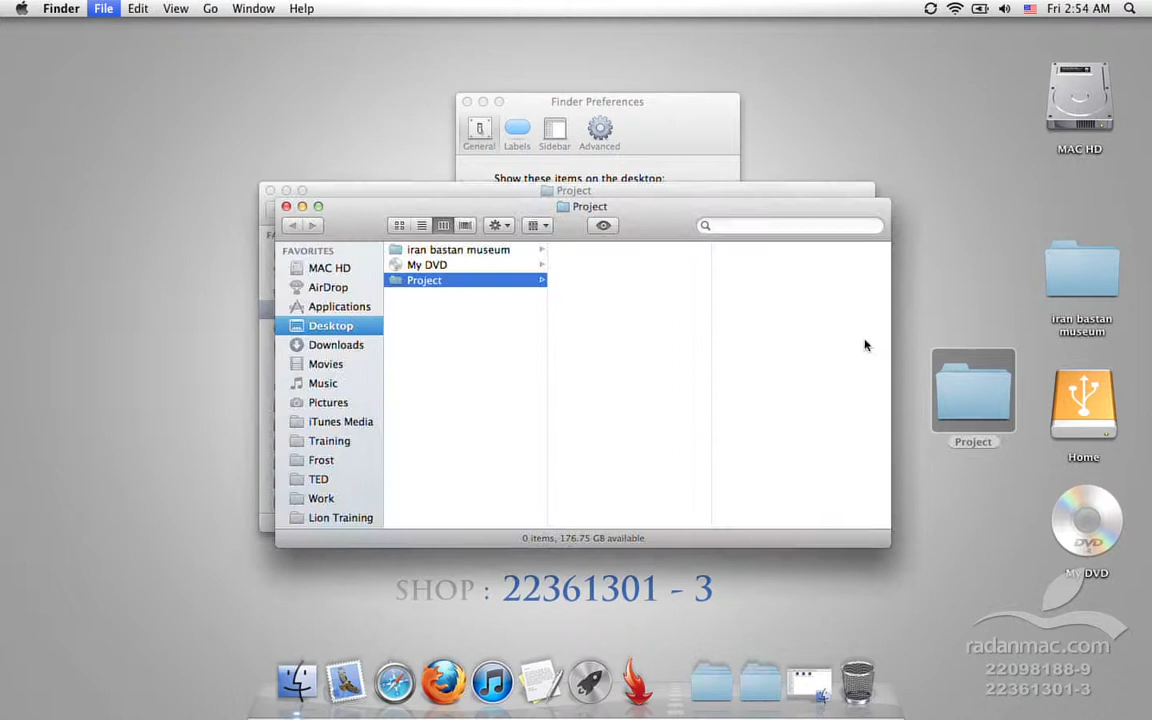 Finder File Edit View Go Window Help Fri 2:54 AM
Finder Preferences
General Labels Sidebar Advanced
Show these items on the desktop:
Project
Project
FAVORITES
MAC HD
AirDrop
Applications
Desktop
Downloads
Movies
Music
Pictures
iTunes Media
Training
Frost
TED
Work
Lion Training
iran bastan museum
My DVD
Project
0 items, 176.75 GB available
MAC HD
iran bastan
museum
Project
Home
My DVD
DVD
SHOP : 22361301 - 3
radanmac.com
22098188-9
22361301-3